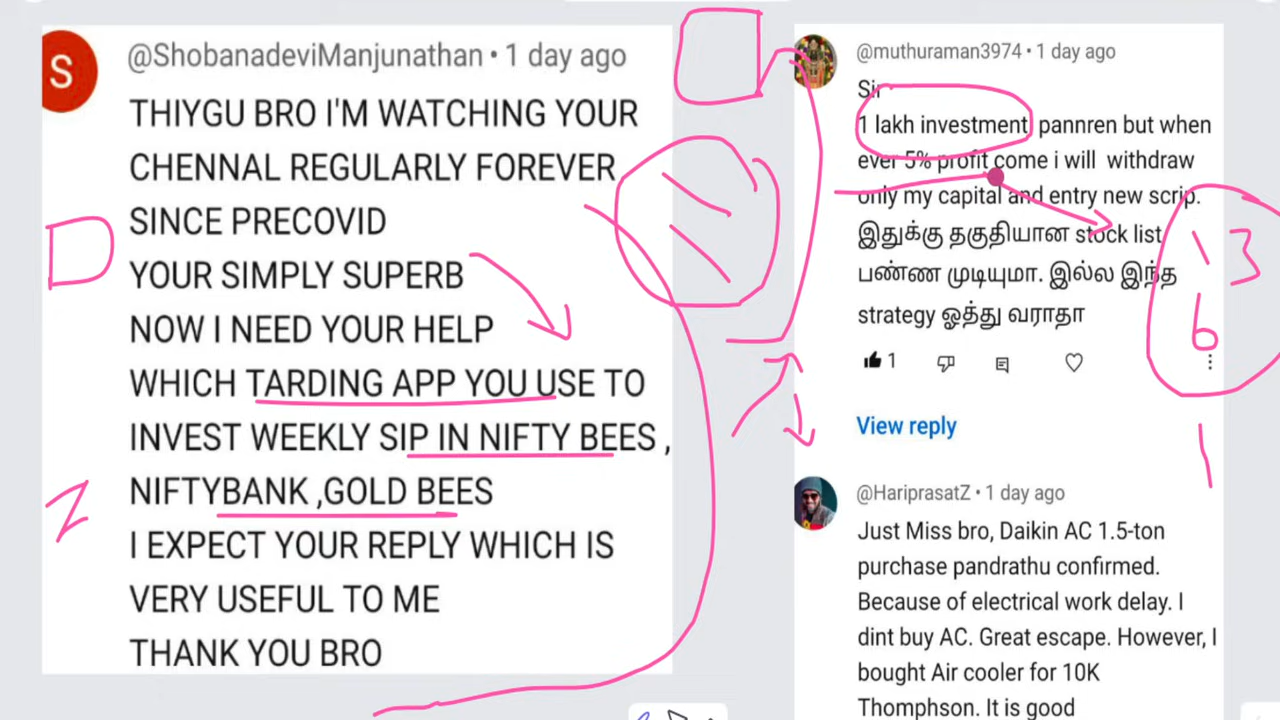 S
@ShobanadeviManjunathan • 1 day ago
THIYGU BRO I'M WATCHING YOUR
CHENNAL REGULARLY FOREVER
SINCE PRECOVID
YOUR SIMPLY SUPERB
NOW I NEED YOUR HELP
WHICH TARDING APP YOU USE TO
INVEST WEEKLY SIP IN NIFTY BEES ,
NIFTYBANK ,GOLD BEES
I EXPECT YOUR REPLY WHICH IS
VERY USEFUL TO ME
THANK YOU BRO
@muthuraman3974 • 1 day ago
Sir
1 lakh investment pannren but when
ever 5% profit come i will withdraw
only my capital and entry new scrip.
இதுக்கு தகுதியான stock list
பண்ண முடியுமா. இல்ல இந்த
strategy ஒத்து வராதா
1
View reply
@HariprasatZ • 1 day ago
Just Miss bro, Daikin AC 1.5-ton
purchase pandrathu confirmed.
Because of electrical work delay. I
dint buy AC. Great escape. However, I
bought Air cooler for 10K
Thomphson. It is good
13
6